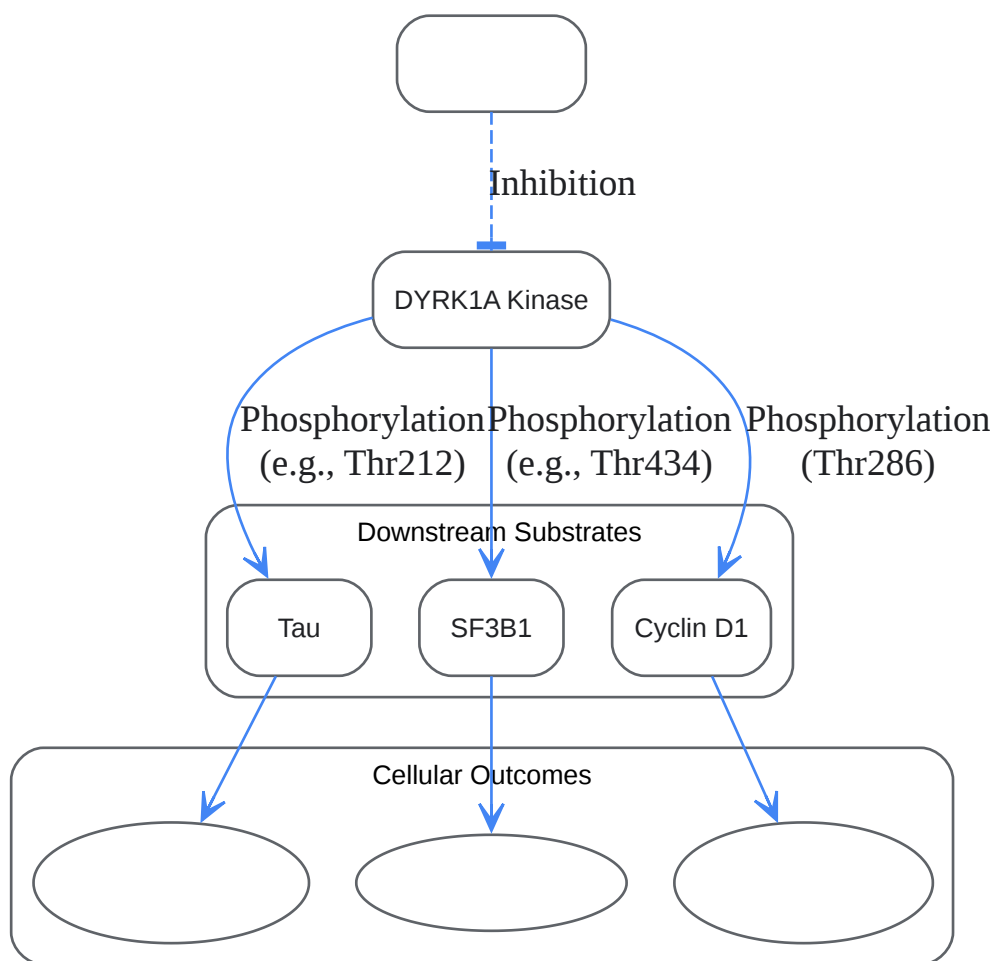 Inhibition
DYRK1A Kinase
Phosphorylation
(e.g., Thr212)
Phosphorylation
(e.g., Thr434)
Phosphorylation
(Thr286)
Downstream Substrates
Tau
SF3B1
Cyclin D1
Cellular Outcomes